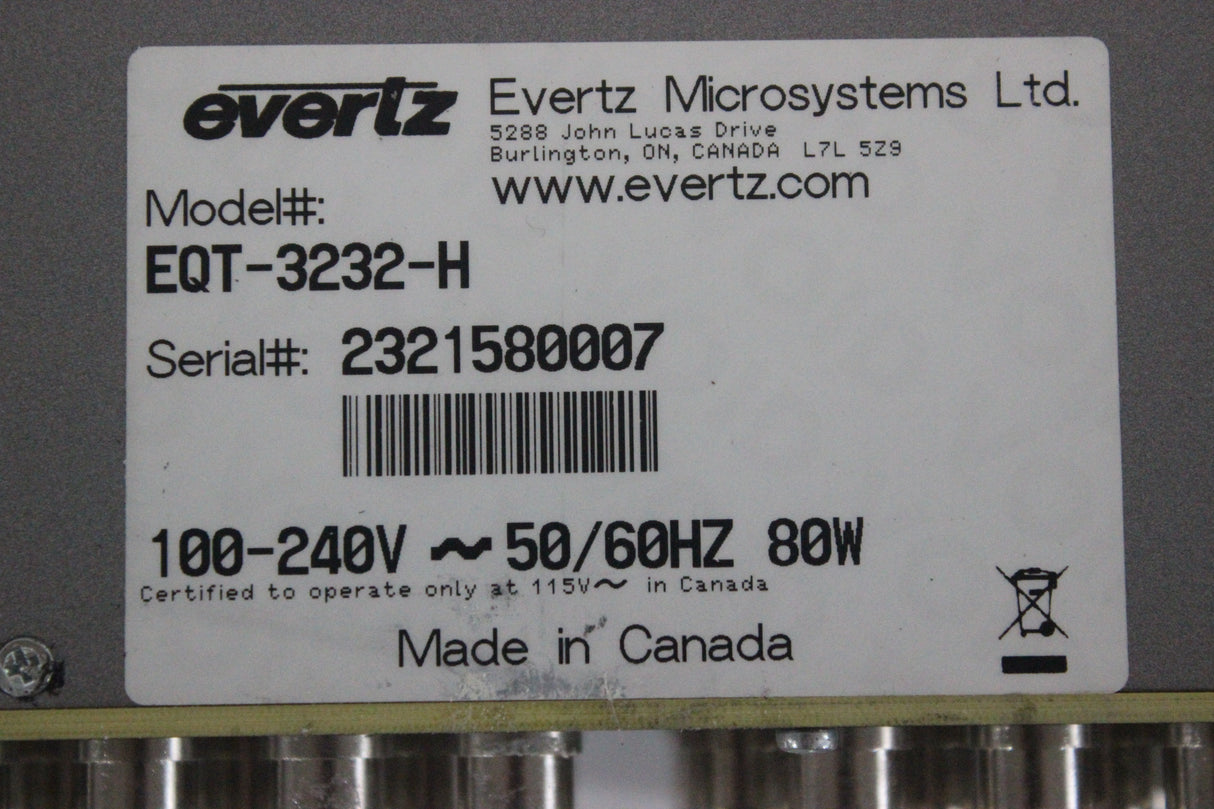 evertz
Evertz Microsystems Ltd.
5288 John Lucas Drive
Burlington, ON, CANADA L7L 5Z9
www.evertz.com
Model#:
EQT-3232-H
Serial#: 2321580007
100-240V ~ 50/60HZ 80W
Certified to operate only at 115V~ in Canada
Made in Canada